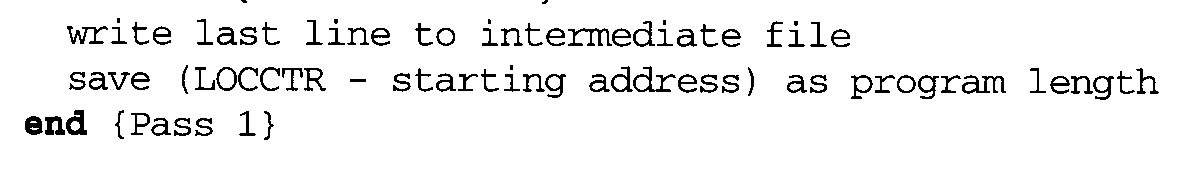 write last line to intermediate file
save (LOCCTR - starting address) as program length
end {Pass 1}